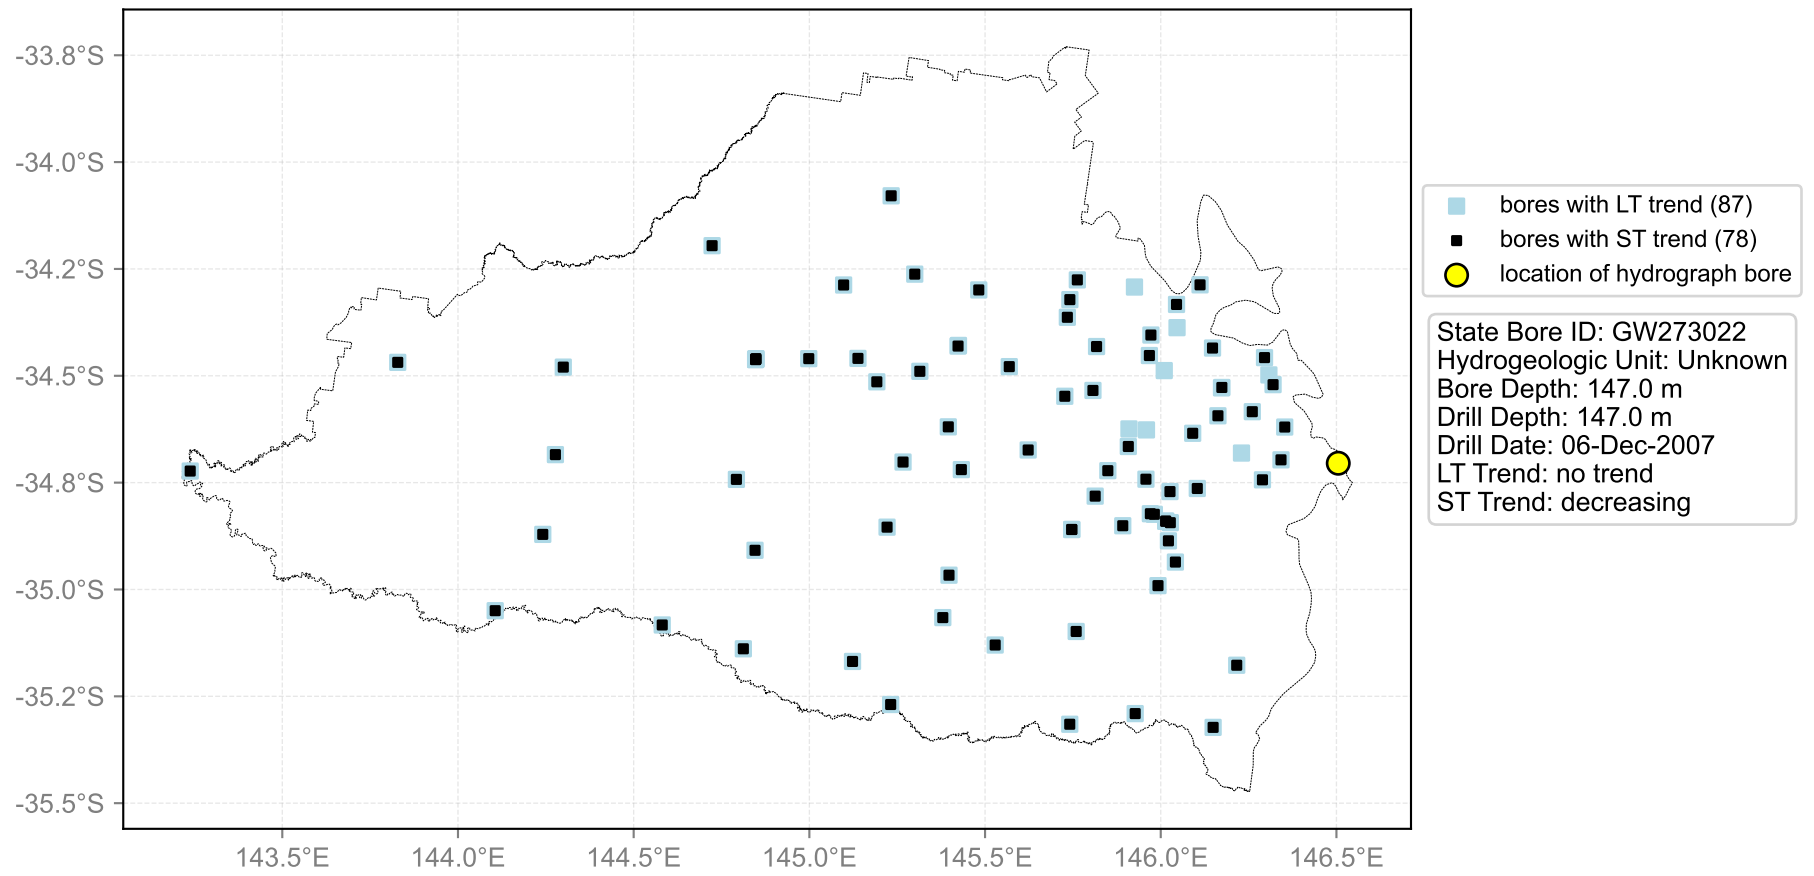 -33.8°S
-34.0°S
-34.2°S
-34.5°S
-34.8°S
-35.0°S
-35.2°S
-35.5°S
143.5°E
144.0°E
144.5°E
145.0°E
145.5°E
146.0°E
146.5°E
bores with LT trend (87)
bores with ST trend (78)
location of hydrograph bore
State Bore ID: GW273022
Hydrogeologic Unit: Unknown
Bore Depth: 147.0 m
Drill Depth: 147.0 m
Drill Date: 06-Dec-2007
LT Trend: no trend
ST Trend: decreasing